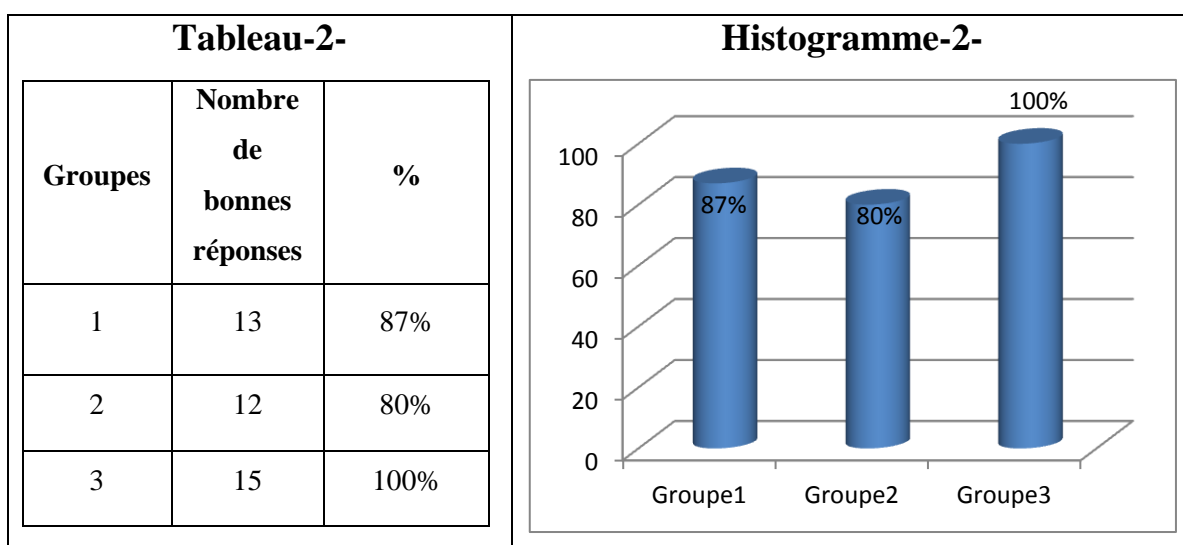 Tableau-2-
Groupes
Nombre
de
bonnes
réponses
%
1 13 87%
2 12 80%
3 15 100%
Histogramme-2-
100%
87%
80%
100
80
60
40
20
0
Groupe1 Groupe2 Groupe3